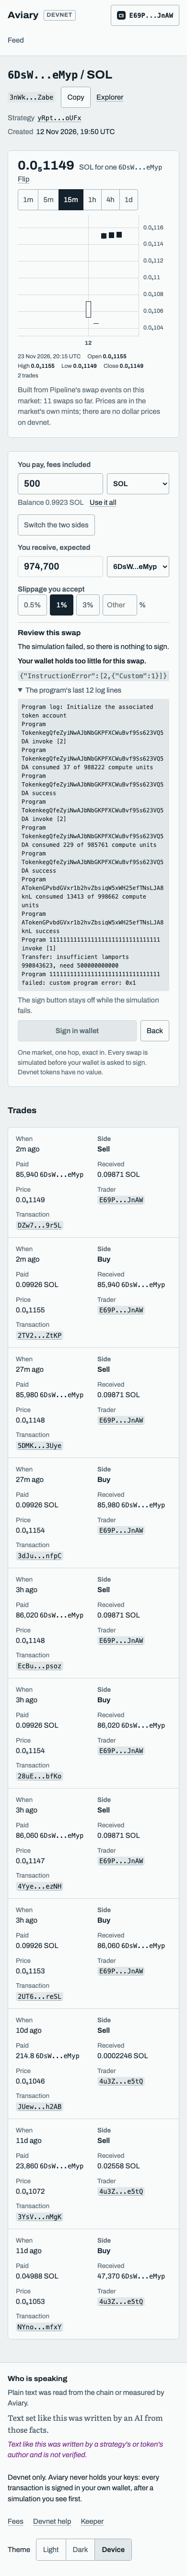 Aviary DEVNET E69P...JnAW
Feed
6DsW...eMyp / SOL
3nWk...Zabe Copy Explorer
Strategy yRpt...oUFx
Created 12 Nov 2026, 19:50 UTC
0.0₅1149 SOL for one 6DsW...eMyp
Flip
1m 5m 15m 1h 4h 1d
0.0₅116
0.0₅114
0.0₅112
0.0₅11
0.0₅108
0.0₅106
0.0₅104
12
23 Nov 2026, 20:15 UTC Open 0.0₅1155
High 0.0₅1155 Low 0.0₅1149 Close 0.0₅1149
2 trades
Built from Pipeline's swap events on this market: 11 swaps so far. Prices are the market's own mints; there are no dollar prices on devnet.
You pay, fees included
500 SOL
Balance 0.9923 SOL Use it all
Switch the two sides
You receive, expected
974,700 6DsW...eMyp
Slippage you accept
0.5% 1% 3% Other %
Review this swap
The simulation failed, so there is nothing to sign.
Your wallet holds too little for this swap.
{"InstructionError":[2,{"Custom":1}]}
▼ The program's last 12 log lines
Program log: Initialize the associated token account
Program
TokenkegQfeZyiNwAJbNbGKPFXCWuBvf9Ss623VQ5DA invoke [2]
Program
TokenkegQfeZyiNwAJbNbGKPFXCWuBvf9Ss623VQ5DA consumed 37 of 988222 compute units
Program
TokenkegQfeZyiNwAJbNbGKPFXCWuBvf9Ss623VQ5DA success
Program
TokenkegQfeZyiNwAJbNbGKPFXCWuBvf9Ss623VQ5DA invoke [2]
Program
TokenkegQfeZyiNwAJbNbGKPFXCWuBvf9Ss623VQ5DA consumed 229 of 985761 compute units
Program
TokenkegQfeZyiNwAJbNbGKPFXCWuBvf9Ss623VQ5DA success
Program
ATokenGPvbdGVxr1b2hvZbsiqW5xWH25efTNsLJA8knL consumed 13413 of 998662 compute units
Program
ATokenGPvbdGVxr1b2hvZbsiqW5xWH25efTNsLJA8knL success
Program 11111111111111111111111111111111 invoke [1]
Transfer: insufficient lamports 990843623, need 500000000000
Program 11111111111111111111111111111111 failed: custom program error: 0x1
The sign button stays off while the simulation fails.
Sign in wallet Back
One market, one hop, exact in. Every swap is simulated before your wallet is asked to sign. Devnet tokens have no value.
Trades
When Side
2m ago Sell
Paid Received
85,940 6DsW...eMyp 0.09871 SOL
Price Trader
0.0₅1149 E69P...JnAW
Transaction
DZw7...9r5L
When Side
2m ago Buy
Paid Received
0.09926 SOL 85,940 6DsW...eMyp
Price Trader
0.0₅1155 E69P...JnAW
Transaction
2TV2...ZtKP
When Side
27m ago Sell
Paid Received
85,980 6DsW...eMyp 0.09871 SOL
Price Trader
0.0₅1148 E69P...JnAW
Transaction
5DMK...3Uye
When Side
27m ago Buy
Paid Received
0.09926 SOL 85,980 6DsW...eMyp
Price Trader
0.0₅1154 E69P...JnAW
Transaction
3dJu...nfpC
When Side
3h ago Sell
Paid Received
86,020 6DsW...eMyp 0.09871 SOL
Price Trader
0.0₅1148 E69P...JnAW
Transaction
EcBu...psoz
When Side
3h ago Buy
Paid Received
0.09926 SOL 86,020 6DsW...eMyp
Price Trader
0.0₅1154 E69P...JnAW
Transaction
28uE...bfKo
When Side
3h ago Sell
Paid Received
86,060 6DsW...eMyp 0.09871 SOL
Price Trader
0.0₅1147 E69P...JnAW
Transaction
4Yye...ezNH
When Side
3h ago Buy
Paid Received
0.09926 SOL 86,060 6DsW...eMyp
Price Trader
0.0₅1153 E69P...JnAW
Transaction
2UT6...reSL
When Side
10d ago Sell
Paid Received
214.8 6DsW...eMyp 0.0002246 SOL
Price Trader
0.0₅1046 4u3Z...e5tQ
Transaction
JUew...h2AB
When Side
11d ago Sell
Paid Received
23,860 6DsW...eMyp 0.02558 SOL
Price Trader
0.0₅1072 4u3Z...e5tQ
Transaction
3YsV...nMgK
When Side
11d ago Buy
Paid Received
0.04988 SOL 47,370 6DsW...eMyp
Price Trader
0.0₅1053 4u3Z...e5tQ
Transaction
NYno...mfxY
Who is speaking
Plain text was read from the chain or measured by Aviary.
Text set like this was written by an AI from those facts.
Text like this was written by a strategy's or token's author and is not verified.
Devnet only. Aviary never holds your keys: every transaction is signed in your own wallet, after a simulation you see first.
Fees Devnet help Keeper
Theme Light Dark Device